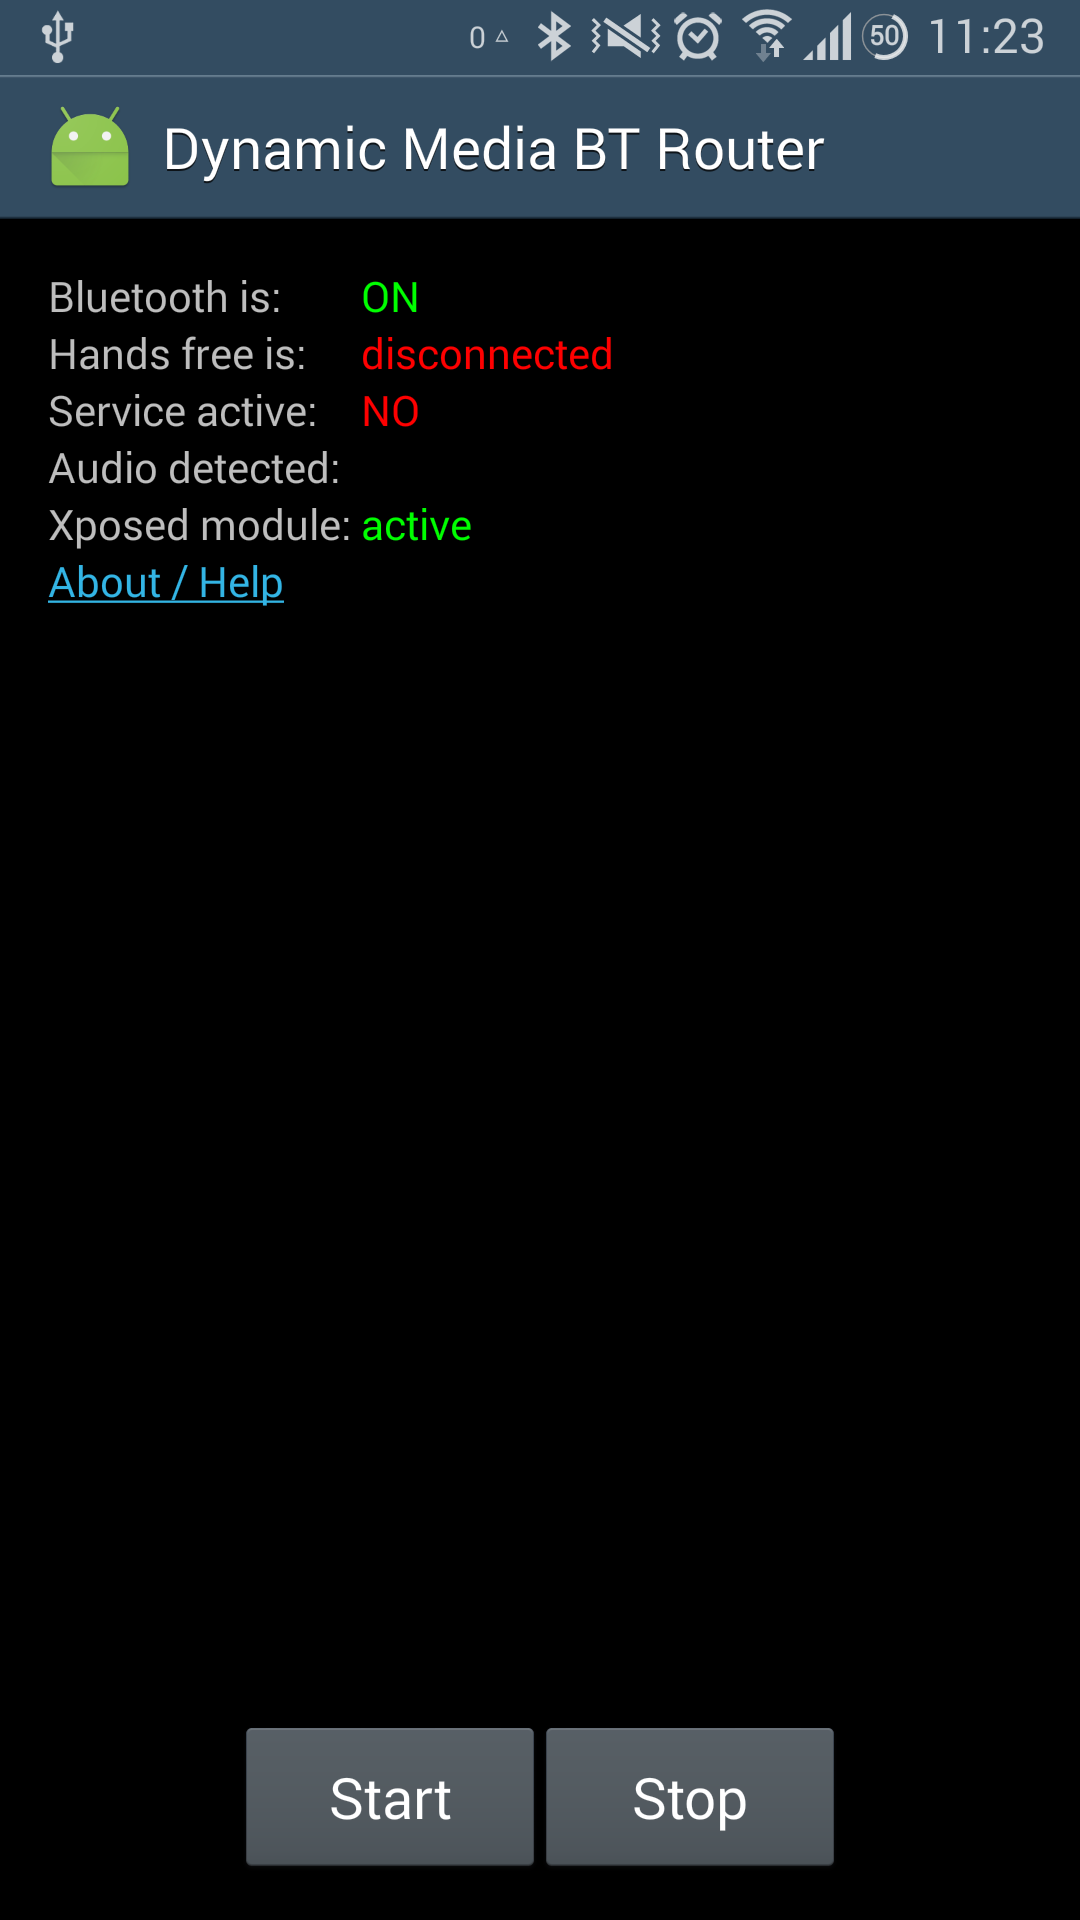 0 △ 50 11:23
Dynamic Media BT Router
Bluetooth is: ON
Hands free is: disconnected
Service active: NO
Audio detected:
Xposed module: active
About / Help
Start Stop